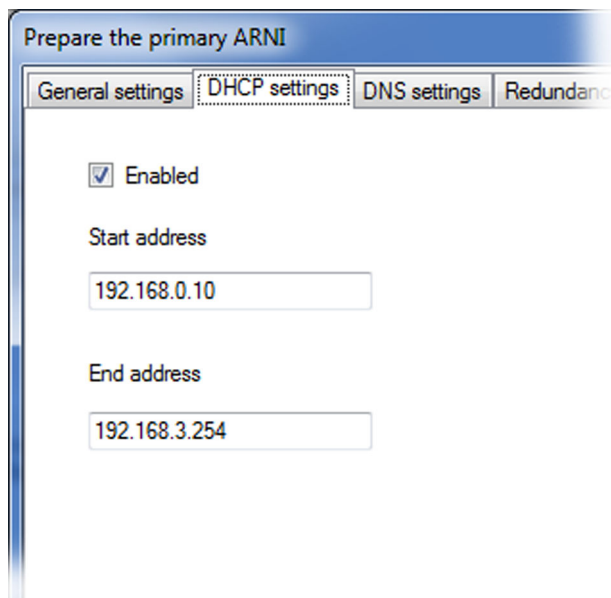 Prepare the primary ARNI
General settings DHCP settings DNS settings Redundanc
Enabled
Start address
192.168.0.10
End address
192.168.3.254